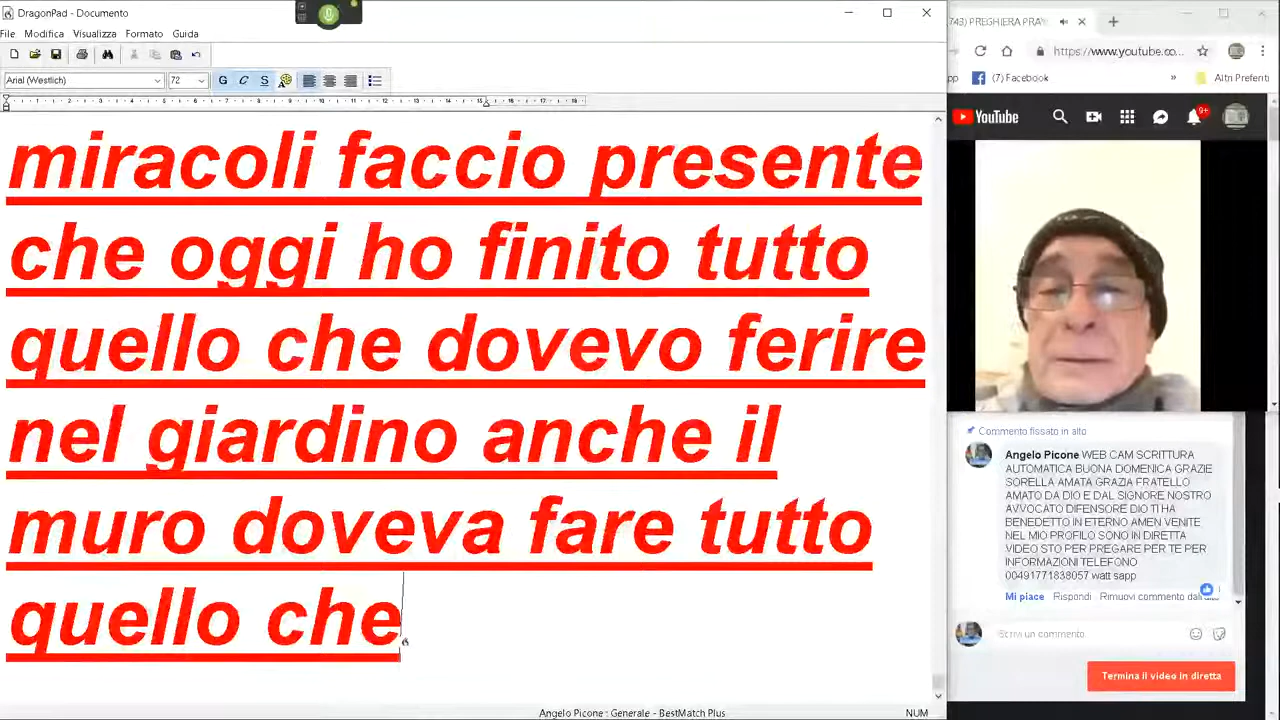 DragonPad - Documento
File Modifica Visualizza Formato Guida
Arial (Westlich) 72 G C S
miracoli faccio presente
che oggi ho finito tutto
quello che dovevo ferire
nel giardino anche il
muro doveva fare tutto
quello che
Angelo Picone : Generale - BestMatch Plus
NUM
743) PREGHIERA PRAY
https://www.youtube.co...
(7) Facebook » Altri Preferiti
YouTube 9+
Commento fissato in alto
Angelo Picone WEB CAM SCRITTURA
AUTOMATICA BUONA DOMENICA GRAZIE
SORELLA AMATA GRAZIA FRATELLO
AMATO DA DIO E DAL SIGNORE NOSTRO
AVVOCATO DIFENSORE DIO TI HA
BENEDETTO IN ETERNO AMEN VENITE
NEL MIO PROFILO SONO IN DIRETTA
VIDEO STO PER PREGARE PER TE PER
INFORMAZIONI TELEFONO
00491771838057 watt sapp
Mi piace Rispondi Rimuovi commento
Scrivi un commento
Termina il video in diretta